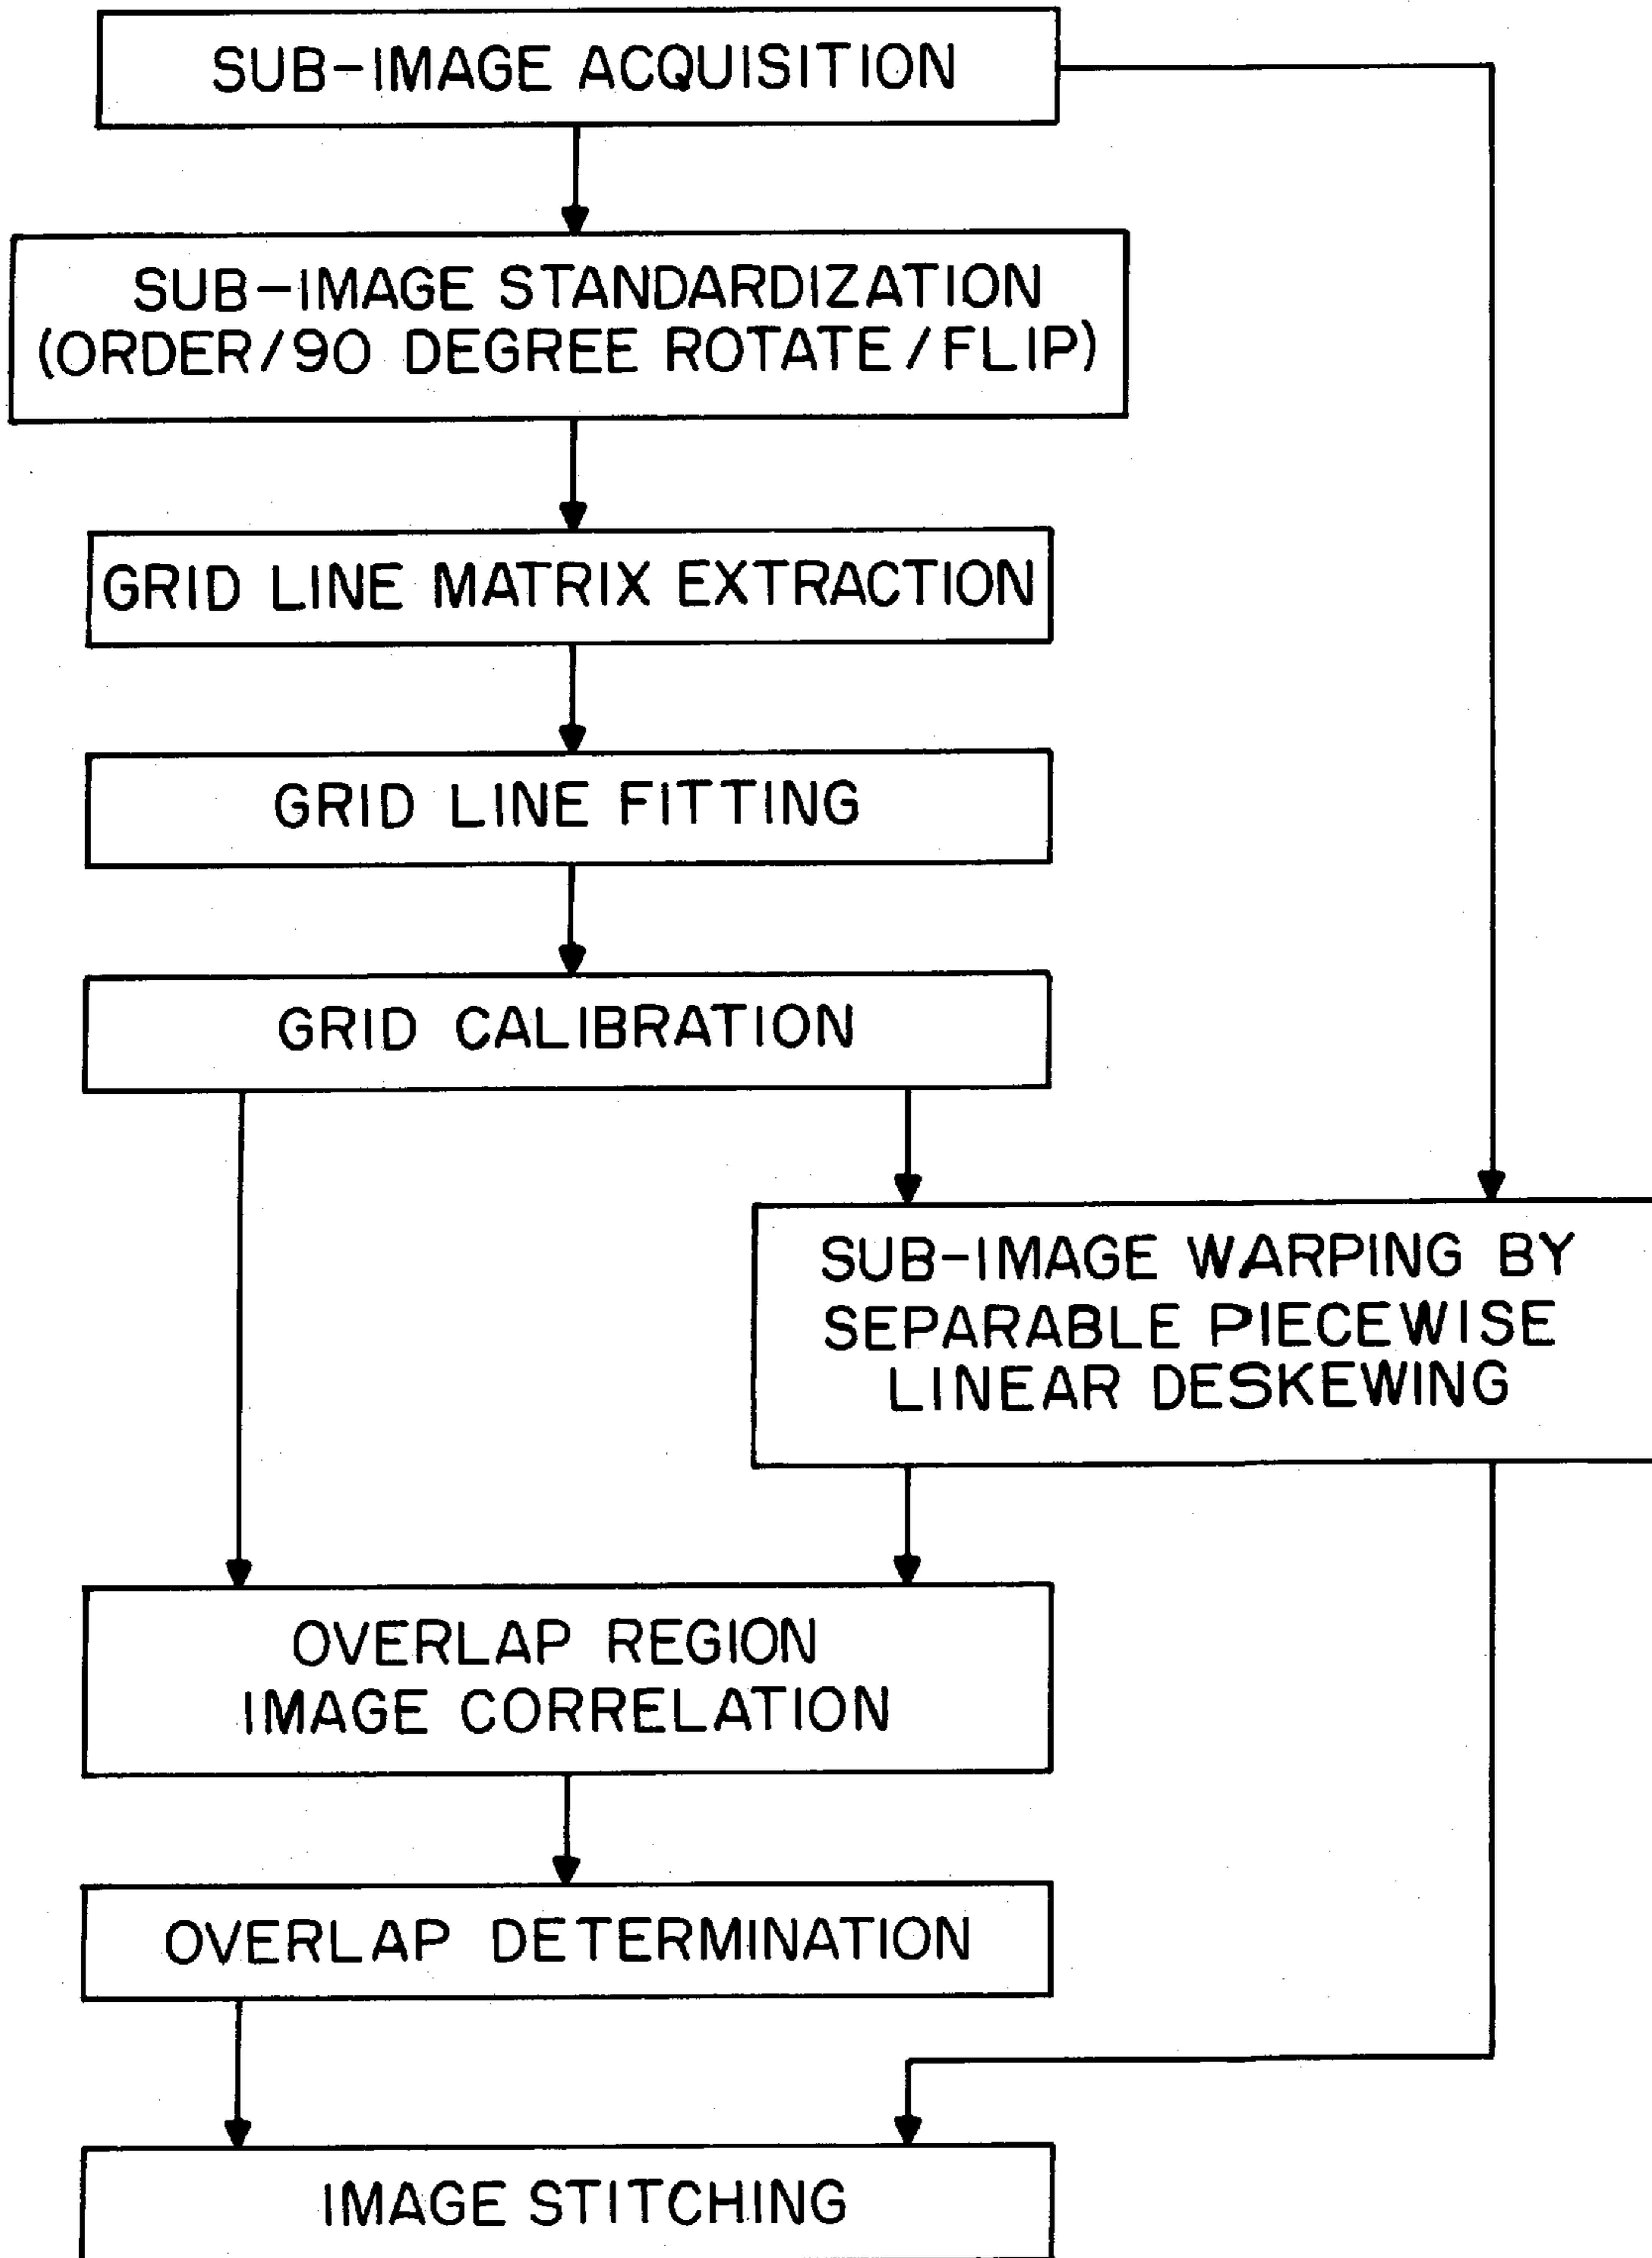 SUB-IMAGE ACQUISITION
SUB-IMAGE STANDARDIZATION
(ORDER/90 DEGREE ROTATE/FLIP)
GRID LINE MATRIX EXTRACTION
GRID LINE FITTING
GRID CALIBRATION
SUB-IMAGE WARPING BY
SEPARABLE PIECEWISE
LINEAR DESKEWING
OVERLAP REGION
IMAGE CORRELATION
OVERLAP DETERMINATION
IMAGE STITCHING